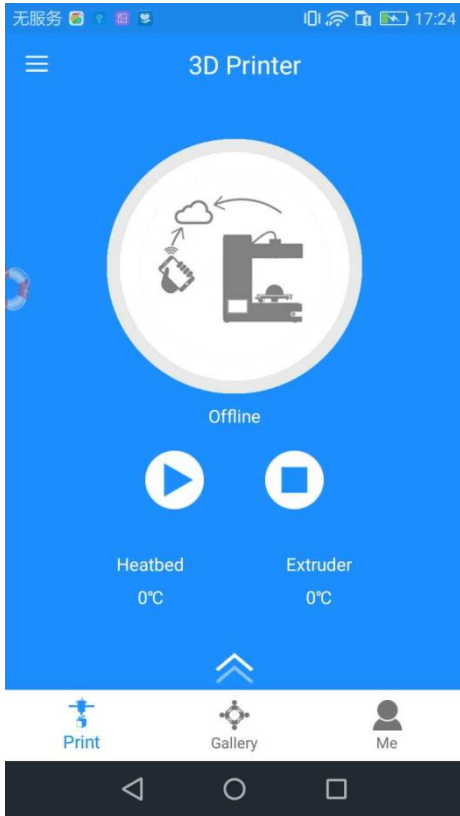 无服务 17:24
3D Printer
Offline
Heatbed Extruder
0℃ 0℃
Print Gallery Me